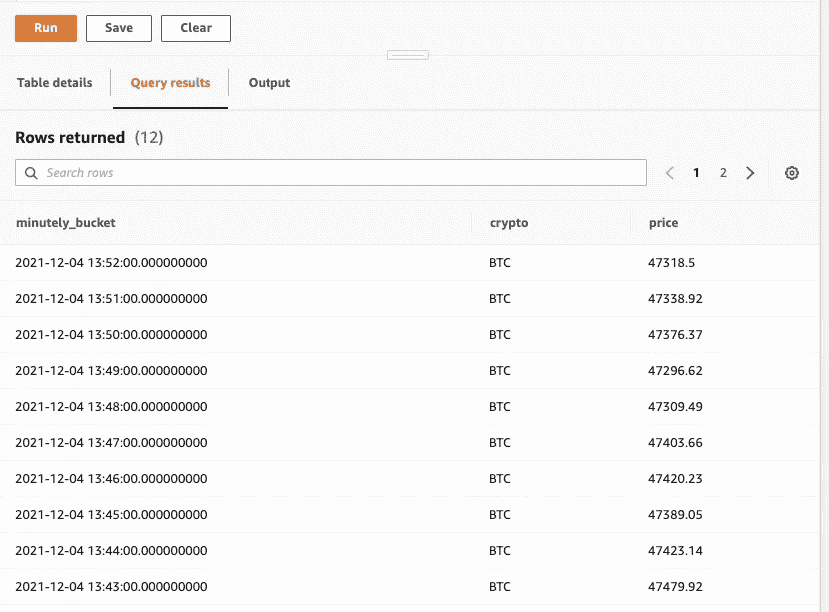 Run Save Clear
Table details Query results Output
Rows returned (12)
Search rows 1 2
minutely_bucket crypto price
2021-12-04 13:52:00.000000000 BTC 47318.5
2021-12-04 13:51:00.000000000 BTC 47338.92
2021-12-04 13:50:00.000000000 BTC 47376.37
2021-12-04 13:49:00.000000000 BTC 47296.62
2021-12-04 13:48:00.000000000 BTC 47309.49
2021-12-04 13:47:00.000000000 BTC 47403.66
2021-12-04 13:46:00.000000000 BTC 47420.23
2021-12-04 13:45:00.000000000 BTC 47389.05
2021-12-04 13:44:00.000000000 BTC 47423.14
2021-12-04 13:43:00.000000000 BTC 47479.92